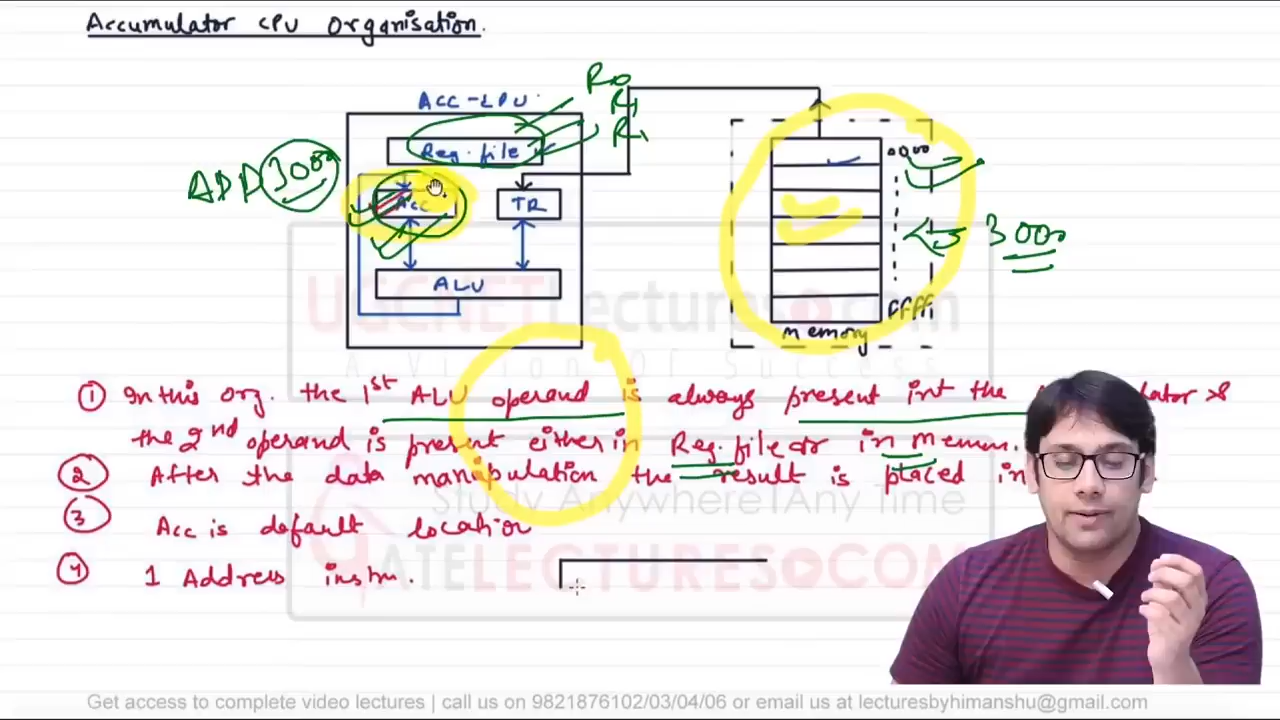 Accumulator CPU Organisation.
Acc-CPU
R0
R1
R1
Reg. file
0000
ADD 3000
Acc
TR
3000
ALU
FFFF
memory
UGCNETLectures.com
A Vision Of Success
① In this org. the 1st ALU operand is always present int the &
the 2nd operand is present either in Reg. file or in memm.
② After the data manipulation the result is placed in
Study Anywhere|Any Time
③ Acc is default location
GATELECTURES.COM
④ 1 Address instrn.
Get access to complete video lectures | call us on 9821876102/03/04/06 or email us at lecturesbyhimanshu@gmail.com